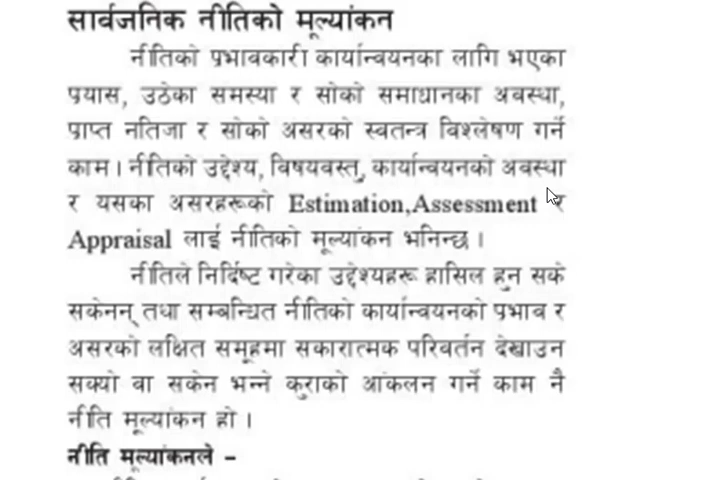 सार्वजनिक नीतिको मूल्यांकन
नीतिको प्रभावकारी कार्यान्वयनका लागि भएका
प्रयास, उठेका समस्या र सोको समाधानका अवस्था,
प्राप्त नतिजा र सोको असरको स्वतन्त्र विश्लेषण गर्ने
काम । नीतिको उद्देश्य, विषयवस्तु, कार्यान्वयनको अवस्था
र यसका असरहरूको Estimation,Assessment र
Appraisal लाई नीतिको मूल्यांकन भनिन्छ ।
नीतिले निर्दिष्ट गरेका उद्देश्यहरू हासिल हुन सके
सकेनन् तथा सम्बन्धित नीतिको कार्यान्वयनको प्रभाव र
असरको लक्षित समूहमा सकारात्मक परिवर्तन देखाउन
सक्यो वा सकेन भन्ने कुराको आंकलन गर्ने काम नै
नीति मूल्यांकन हो ।
नीति मूल्यांकनले -